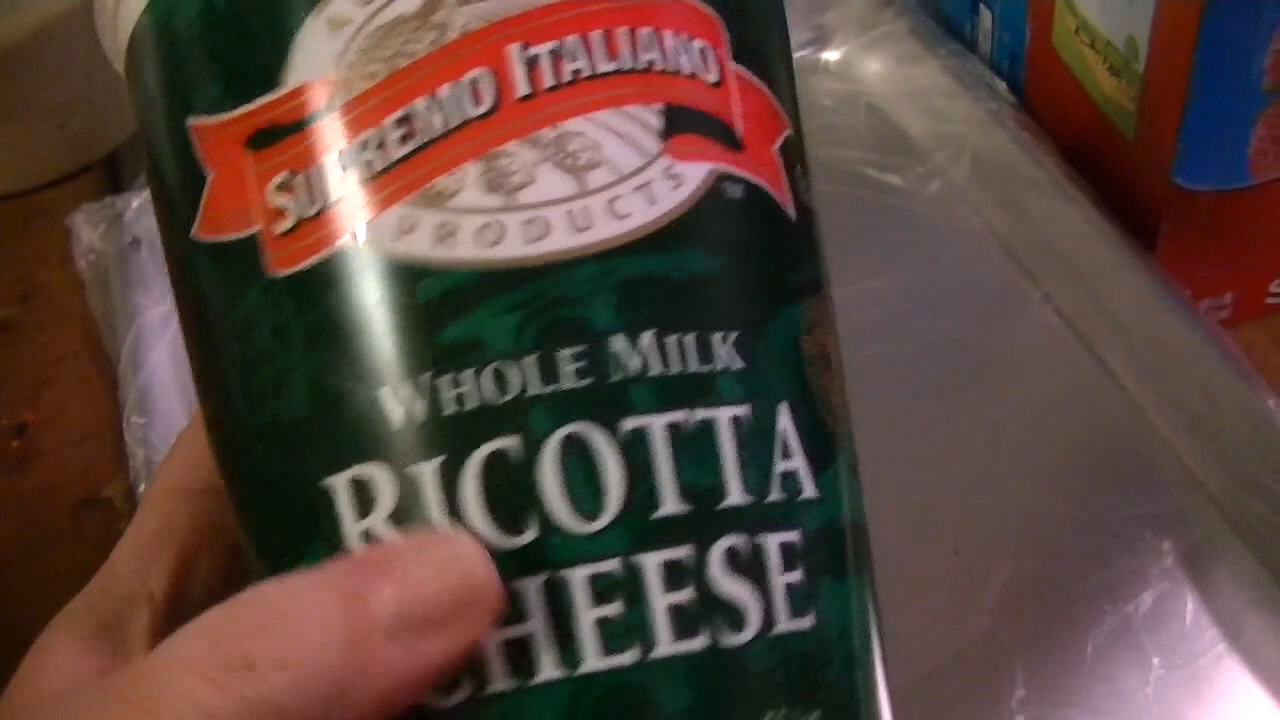 SUPREMO ITALIANO
PRODUCTS
WHOLE MILK
RICOTTA
CHEESE